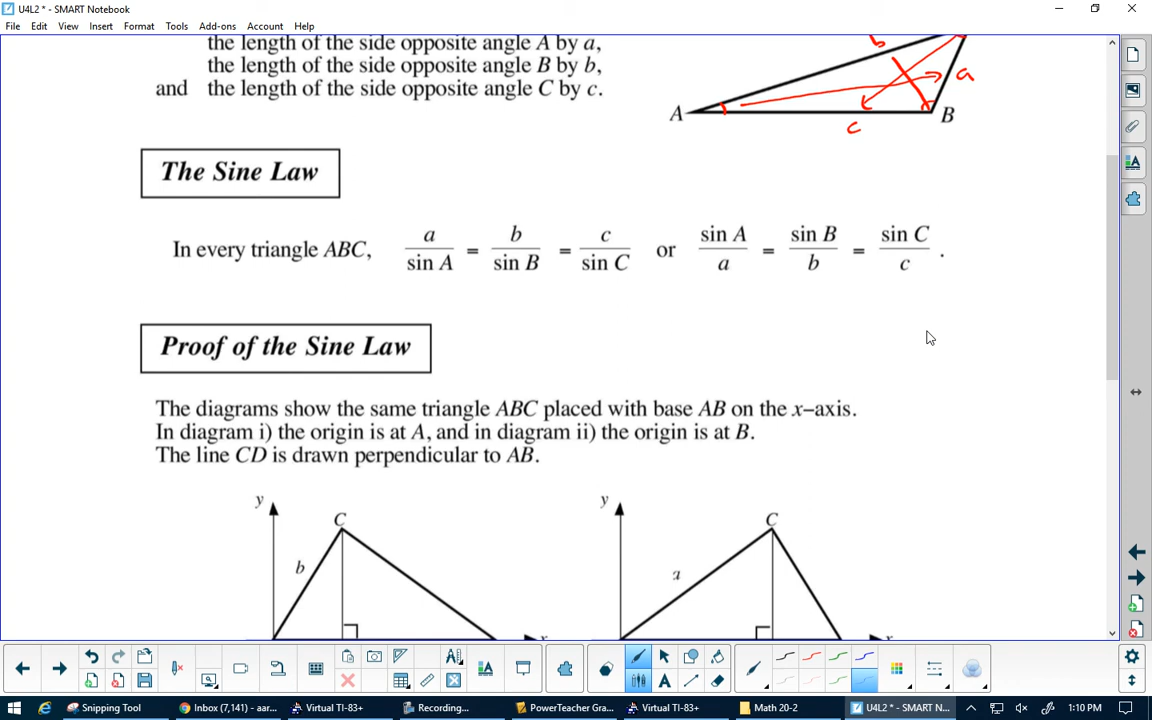 U4L2 * - SMART Notebook
File Edit View Insert Format Tools Add-ons Account Help
the length of the side opposite angle A by a,
the length of the side opposite angle B by b,
and the length of the side opposite angle C by c.
b
a
A
B
c
The Sine Law
In every triangle ABC, a/sin A = b/sin B = c/sin C or sin A/a = sin B/b = sin C/c .
Proof of the Sine Law
The diagrams show the same triangle ABC placed with base AB on the x–axis.
In diagram i) the origin is at A, and in diagram ii) the origin is at B.
The line CD is drawn perpendicular to AB.
y y
C C
b a
x x
Snipping Tool Inbox (7,141) - aar... Virtual TI-83+ Recording... PowerTeacher Gra... Virtual TI-83+ Math 20-2 U4L2 * - SMART N... 1:10 PM